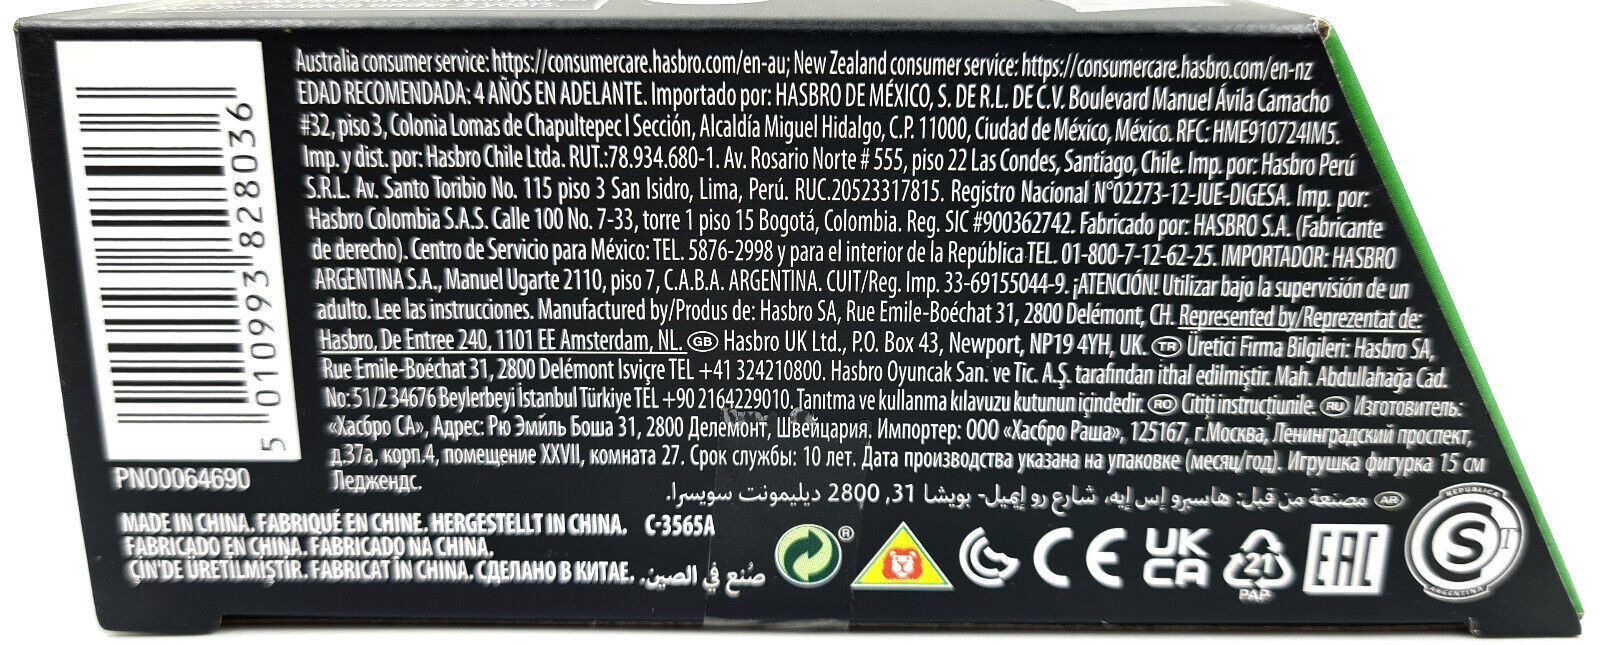 5 010993 828036
PN00064690
Australia consumer service: https://consumercare.hasbro.com/en-au; New Zealand consumer service: https://consumercare.hasbro.com/en-nz
EDAD RECOMENDADA: 4 AÑOS EN ADELANTE. Importado por: HASBRO DE MÉXICO, S. DE R.L. DE C.V. Boulevard Manuel Ávila Camacho
#32, piso 3, Colonia Lomas de Chapultepec I Sección, Alcaldía Miguel Hidalgo, C.P. 11000, Ciudad de México, México. RFC: HME910724IM5.
Imp. y dist. por: Hasbro Chile Ltda. RUT.:78.934.680-1. Av. Rosario Norte # 555, piso 22 Las Condes, Santiago, Chile. Imp. por: Hasbro Perú
S.R.L. Av. Santo Toribio No. 115 piso 3 San Isidro, Lima, Perú. RUC.20523317815. Registro Nacional N°02273-12-JUE-DIGESA. Imp. por:
Hasbro Colombia S.A.S. Calle 100 No. 7-33, torre 1 piso 15 Bogotá, Colombia. Reg. SIC #900362742. Fabricado por: HASBRO S.A. (Fabricante
de derecho). Centro de Servicio para México: TEL. 5876-2998 y para el interior de la República TEL. 01-800-7-12-62-25. IMPORTADOR: HASBRO
ARGENTINA S.A., Manuel Ugarte 2110, piso 7, C.A.B.A. ARGENTINA. CUIT/Reg. Imp. 33-69155044-9. ¡ATENCIÓN! Utilizar bajo la supervisión de un
adulto. Lee las instrucciones. Manufactured by/Produs de: Hasbro SA, Rue Emile-Boéchat 31, 2800 Delémont, CH. Represented by/Reprezentat de:
Hasbro, De Entree 240, 1101 EE Amsterdam, NL. GB Hasbro UK Ltd., P.O. Box 43, Newport, NP19 4YH, UK. TR Üretici Firma Bilgileri: Hasbro SA,
Rue Emile-Boéchat 31, 2800 Delémont Isviçre TEL +41 324210800. Hasbro Oyuncak San. ve Tic. A.Ş. tarafından ithal edilmiştir. Mah. Abdullahağa Cad.
No: 51/2 34676 Beylerbeyi İstanbul Türkiye TEL +90 2164229010. Tanıtma ve kullanma kılavuzu kutunun içindedir. RO Citiți instrucțiunile. RU Изготовитель:
«Хасбро СА», Адрес: Рю Эмиль Боша 31, 2800 Делемонт, Швейцария. Импортер: ООО «Хасбро Раша», 125167, г.Москва, Ленинградский проспект,
д.37а, корп.4, помещение XXVII, комната 27. Срок службы: 10 лет. Дата производства указана на упаковке (месяц/год). Игрушка фигурка 15 см
Леджендс.
AR مصنعة من قبل: هاسبرو إس إيه، شارع رو إيميل- بويشا 31, 2800 ديليمونت سويسرا.
MADE IN CHINA. FABRIQUÉ EN CHINE. HERGESTELLT IN CHINA. C-3565A
FABRICADO EN CHINA. FABRICADO NA CHINA.
ÇİN'DE ÜRETİLMİŞTİR. FABRICAT ÎN CHINA. СДЕЛАНО В КИТАЕ. صُنع في الصين.
® CE UK CA 21 PAP EAC
REPUBLICA S T ARGENTINA